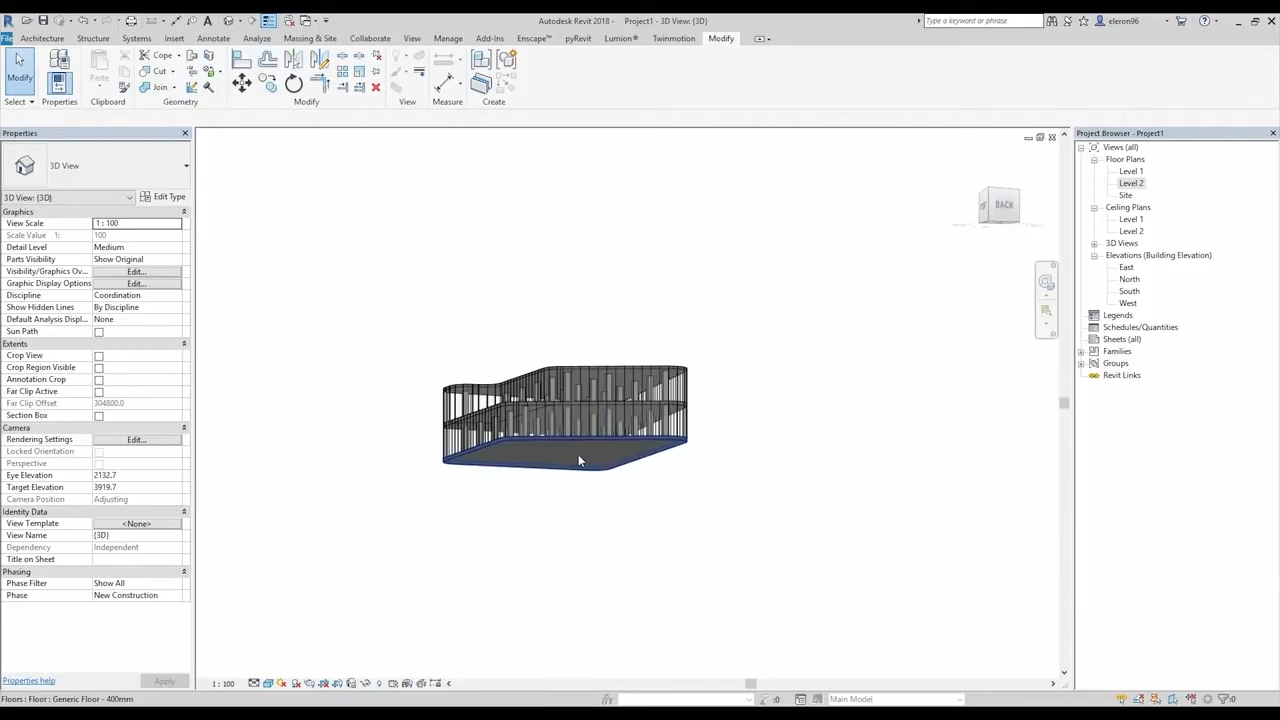 Autodesk Revit 2018 - Project1 - 3D View: {3D}
Type a keyword or phrase
eleron96
File Architecture Structure Systems Insert Annotate Analyze Massing & Site Collaborate View Manage Add-Ins Enscape™ pyRevit Lumion® Twinmotion Modify
Modify
Properties
Paste
Cope
Cut
Join
Select Properties Clipboard Geometry Modify View Measure Create
Properties
3D View
3D View: {3D} Edit Type
Graphics
View Scale 1 : 100
Scale Value 1: 100
Detail Level Medium
Parts Visibility Show Original
Visibility/Graphics Ov... Edit...
Graphic Display Options Edit...
Discipline Coordination
Show Hidden Lines By Discipline
Default Analysis Displ... None
Sun Path
Extents
Crop View
Crop Region Visible
Annotation Crop
Far Clip Active
Far Clip Offset 304800.0
Section Box
Camera
Rendering Settings Edit...
Locked Orientation
Perspective
Eye Elevation 2132.7
Target Elevation 3919.7
Camera Position Adjusting
Identity Data
View Template <None>
View Name {3D}
Dependency Independent
Title on Sheet
Phasing
Phase Filter Show All
Phase New Construction
Properties help Apply
BACK
Project Browser - Project1
Views (all)
Floor Plans
Level 1
Level 2
Site
Ceiling Plans
Level 1
Level 2
3D Views
Elevations (Building Elevation)
East
North
South
West
Legends
Schedules/Quantities
Sheets (all)
Families
Groups
Revit Links
1 : 100
Floors : Floor : Generic Floor - 400mm
:0
Main Model
:0